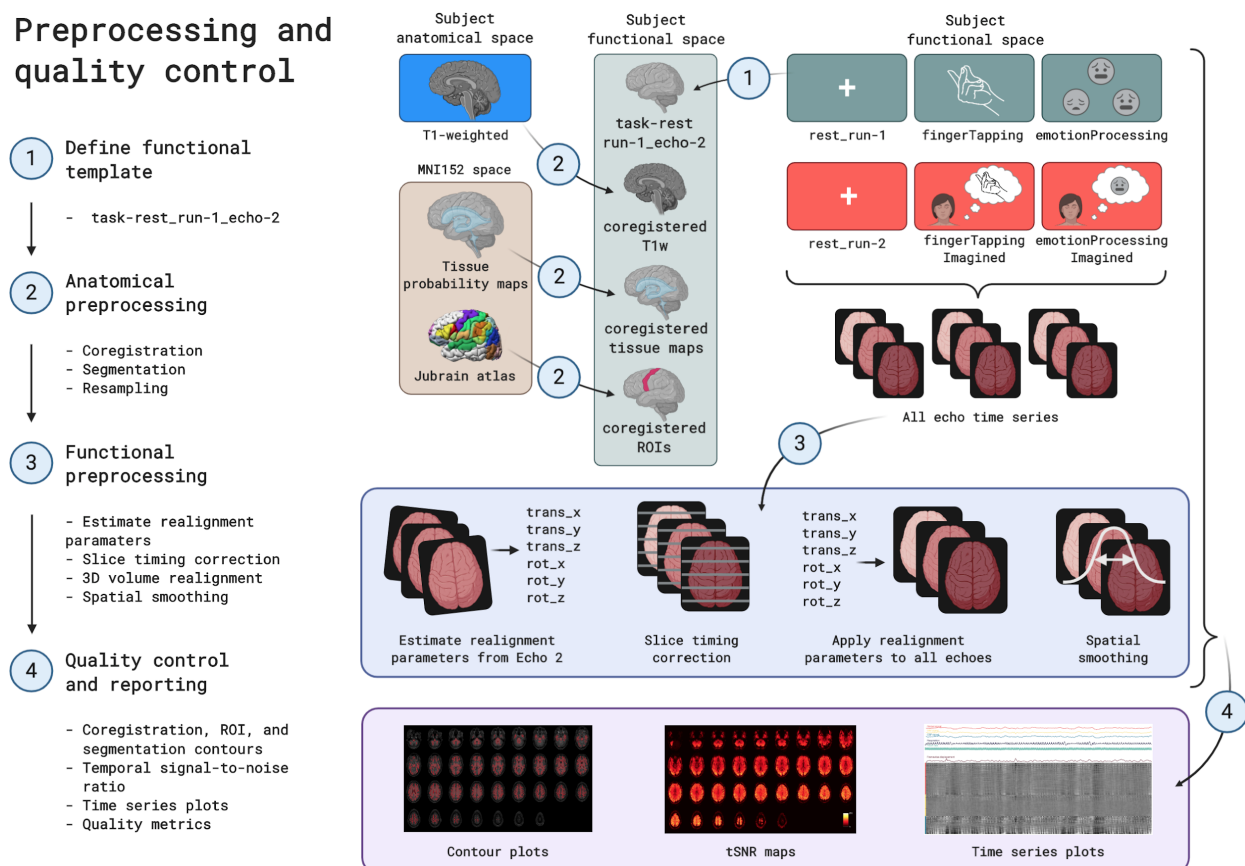 Preprocessing and
quality control
1
Define functional
template
- task-rest_run-1_echo-2
2
Anatomical
preprocessing
- Coregistration
- Segmentation
- Resampling
3
Functional
preprocessing
- Estimate realignment
paramaters
- Slice timing correction
- 3D volume realignment
- Spatial smoothing
4
Quality control
and reporting
- Coregistration, ROI, and
segmentation contours
- Temporal signal-to-noise
ratio
- Time series plots
- Quality metrics
Subject
anatomical space
T1-weighted
MNI152 space
Tissue
probability maps
Jubrain atlas
2
2
2
Subject
functional space
task-rest
run-1_echo-2
coregistered
T1w
coregistered
tissue maps
coregistered
ROIs
1
Subject
functional space
rest_run-1
fingerTapping
emotionProcessing
rest_run-2
fingerTapping
Imagined
emotionProcessing
Imagined
All echo time series
3
trans_x
trans_y
trans_z
rot_x
rot_y
rot_z
Estimate realignment
parameters from Echo 2
Slice timing
correction
trans_x
trans_y
trans_z
rot_x
rot_y
rot_z
Apply realignment
parameters to all echoes
Spatial
smoothing
4
Contour plots
tSNR maps
Time series plots